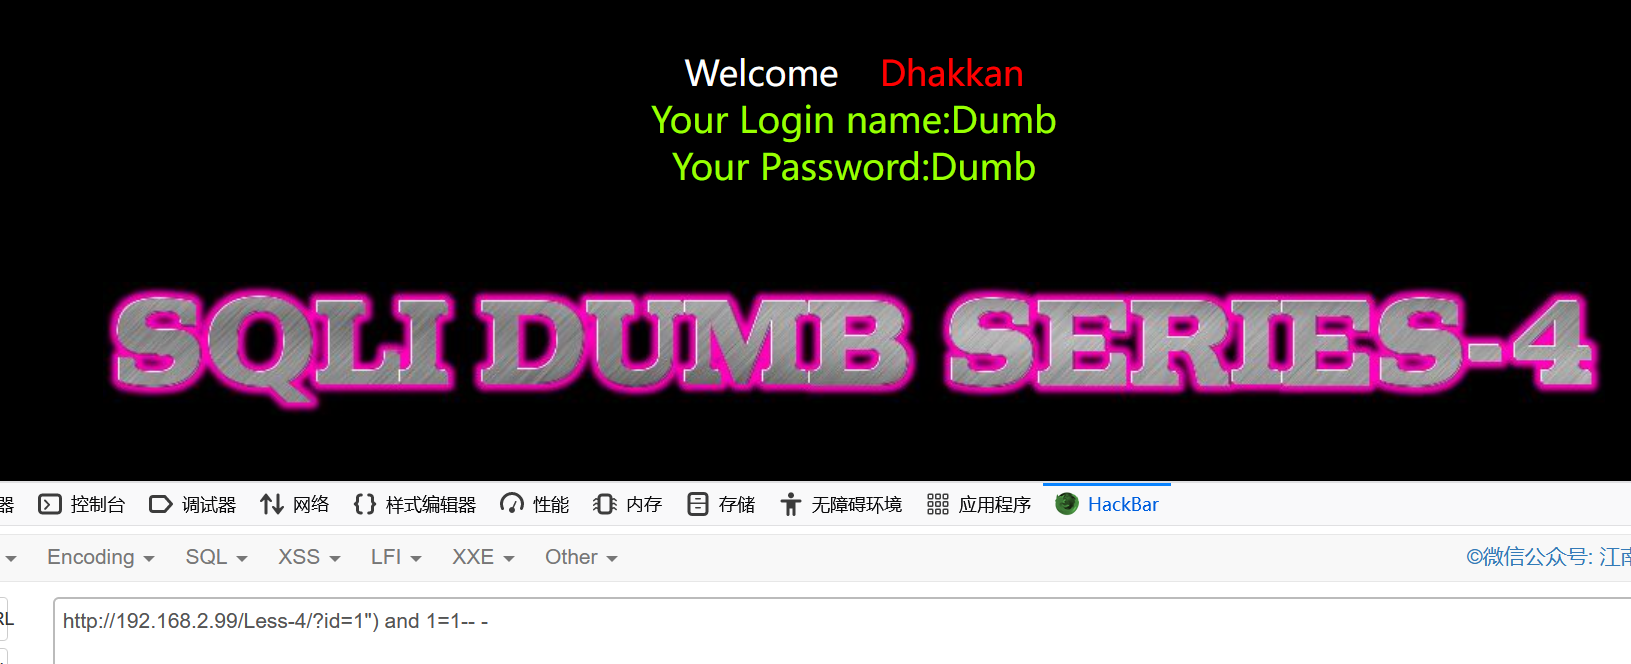 Welcome Dhakkan
Your Login name:Dumb
Your Password:Dumb
SQLI DUMB SERIES-4
器 控制台 调试器 网络 样式编辑器 性能 内存 存储 无障碍环境 应用程序 HackBar
Encoding SQL XSS LFI XXE Other ©微信公众号: 江南
RL
http://192.168.2.99/Less-4/?id=1") and 1=1-- -